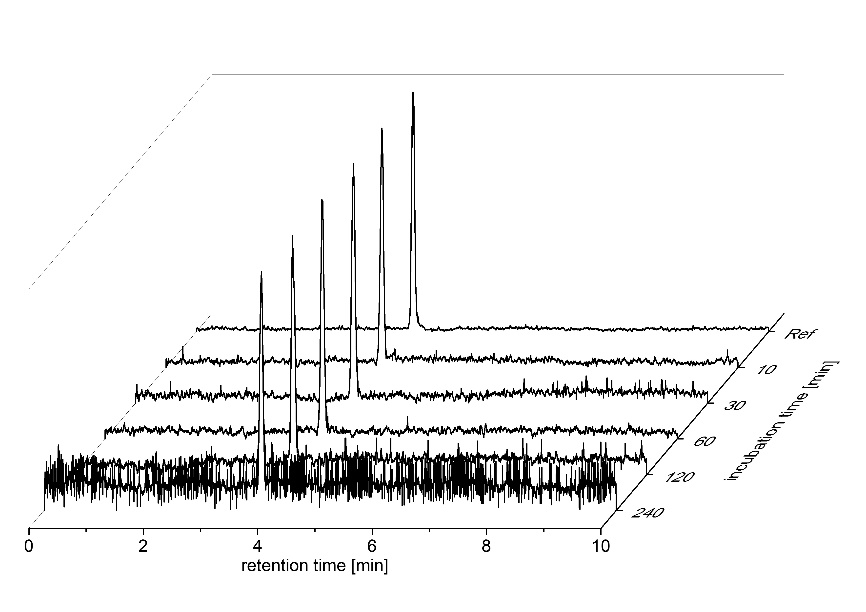 Ref
10
30
60
120
240
incubation time [min]
0 2 4 6 8 10
retention time [min]